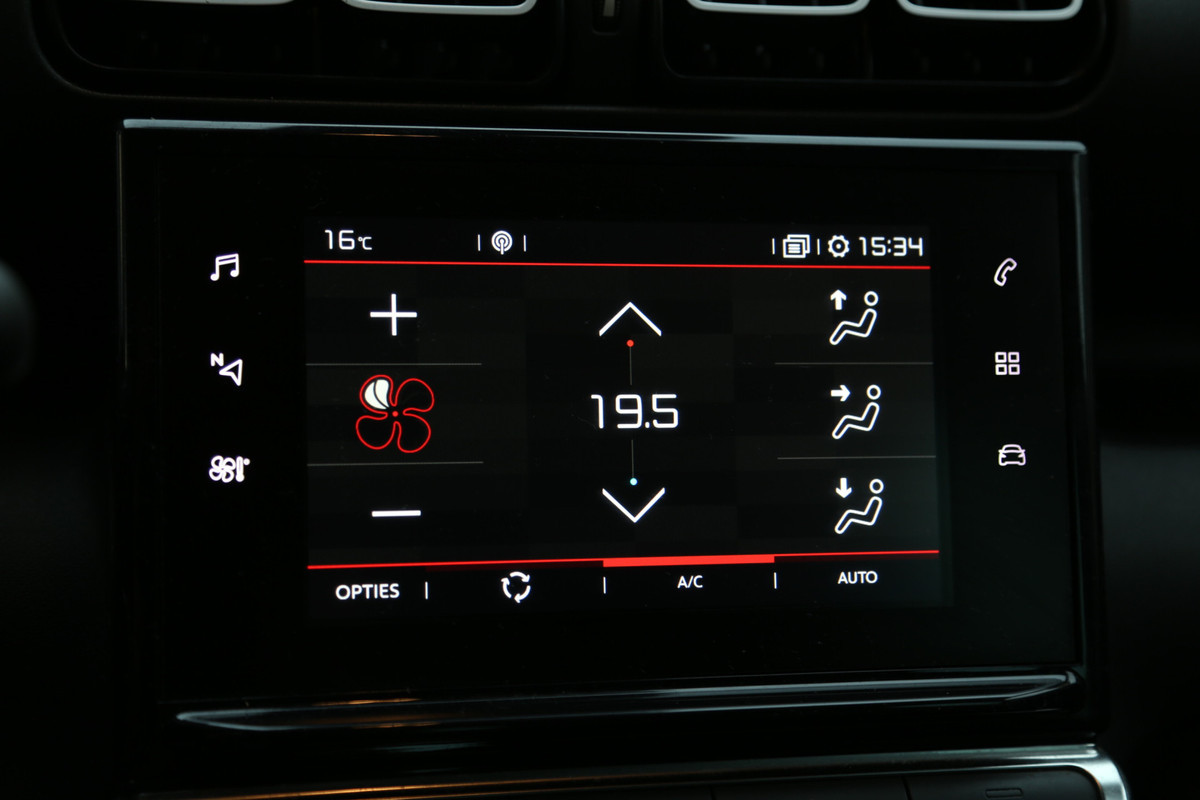 16°C 15:34
N
19.5
OPTIES A/C AUTO